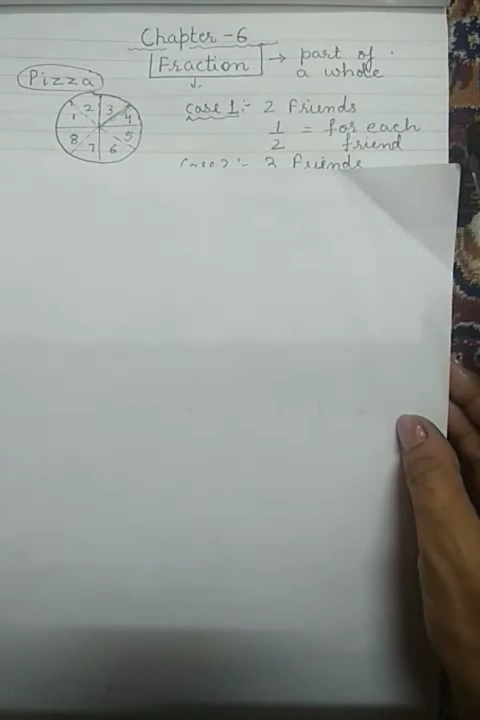 Chapter - 6
Fraction → part of a whole
Pizza
1 2 3 4 5 6 7 8
Case 1:- 2 Friends
1/2 = for each friend
Friends